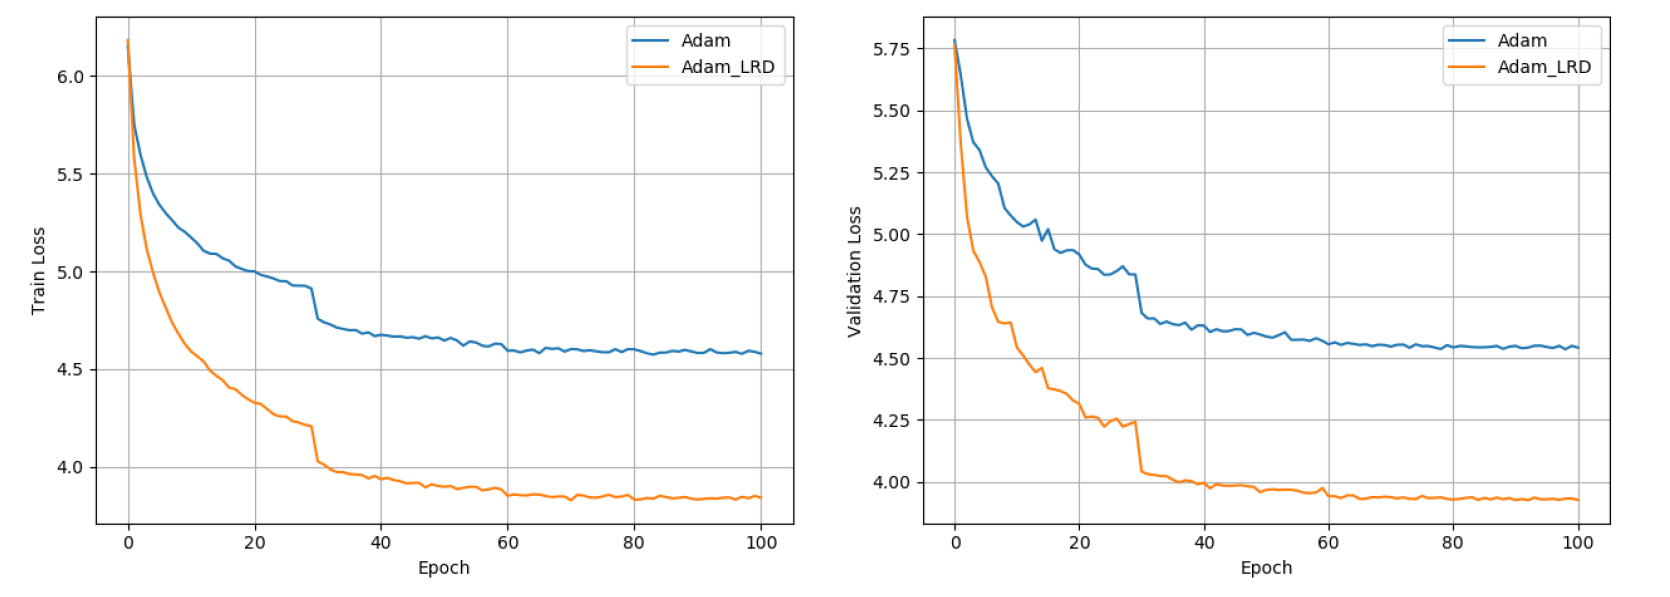 Adam
Adam_LRD
6.0
5.5
5.0
4.5
4.0
Train Loss
0 20 40 60 80 100
Epoch
Adam
Adam_LRD
5.75
5.50
5.25
5.00
4.75
4.50
4.25
4.00
Validation Loss
0 20 40 60 80 100
Epoch